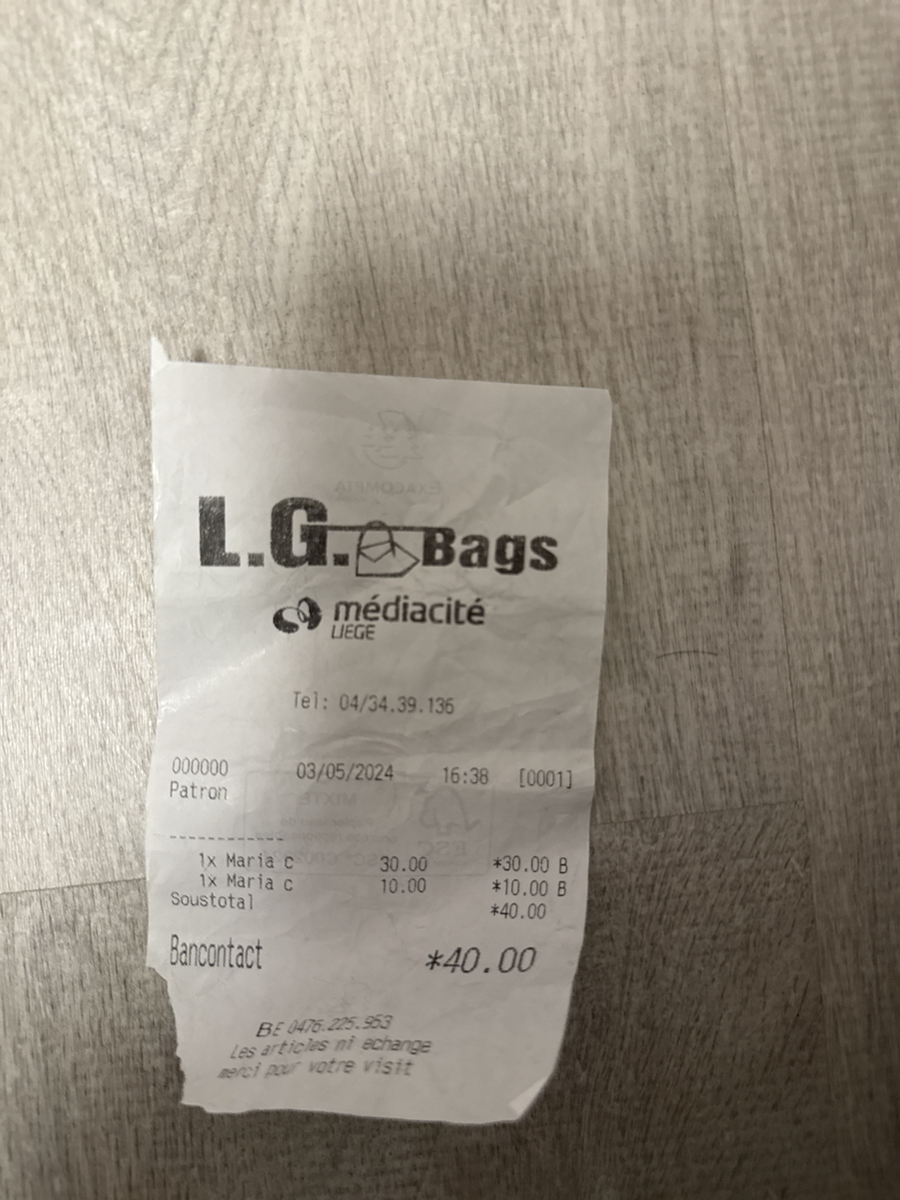 L.G. Bags
médiacité
LIEGE
Tel: 04/34.39.136
000000 03/05/2024 16:38 [0001]
Patron
------------
1x Maria C 30.00 *30.00 B
1x Maria C 10.00 *10.00 B
Soustotal *40.00
Bancontact *40.00
BE 0476.225.953
Les articles ni echange
merci pour votre visit